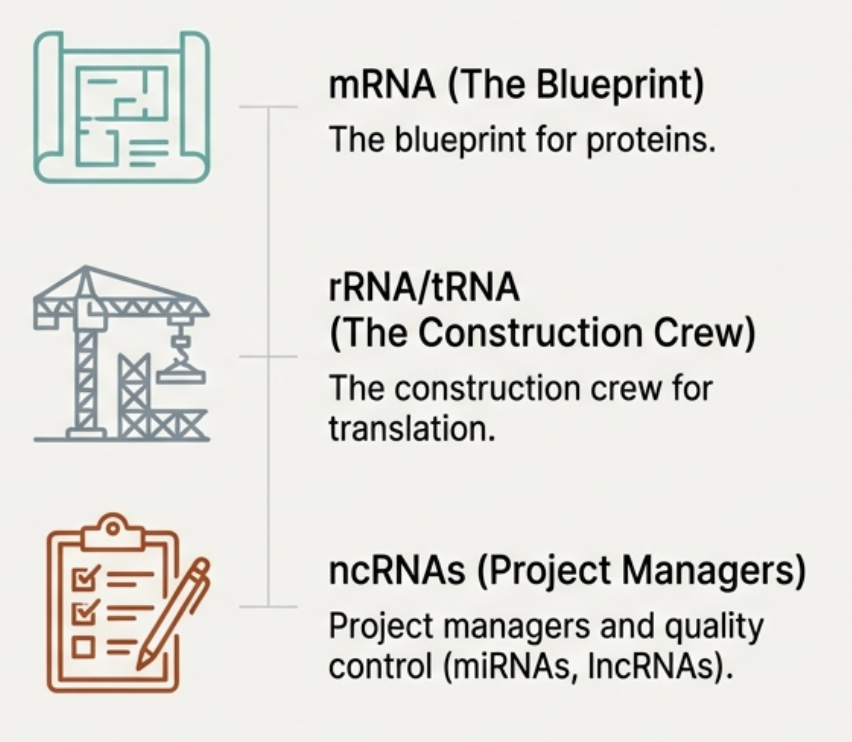 mRNA (The Blueprint)
The blueprint for proteins.
rRNA/tRNA
(The Construction Crew)
The construction crew for
translation.
ncRNAs (Project Managers)
Project managers and quality
control (miRNAs, lncRNAs).